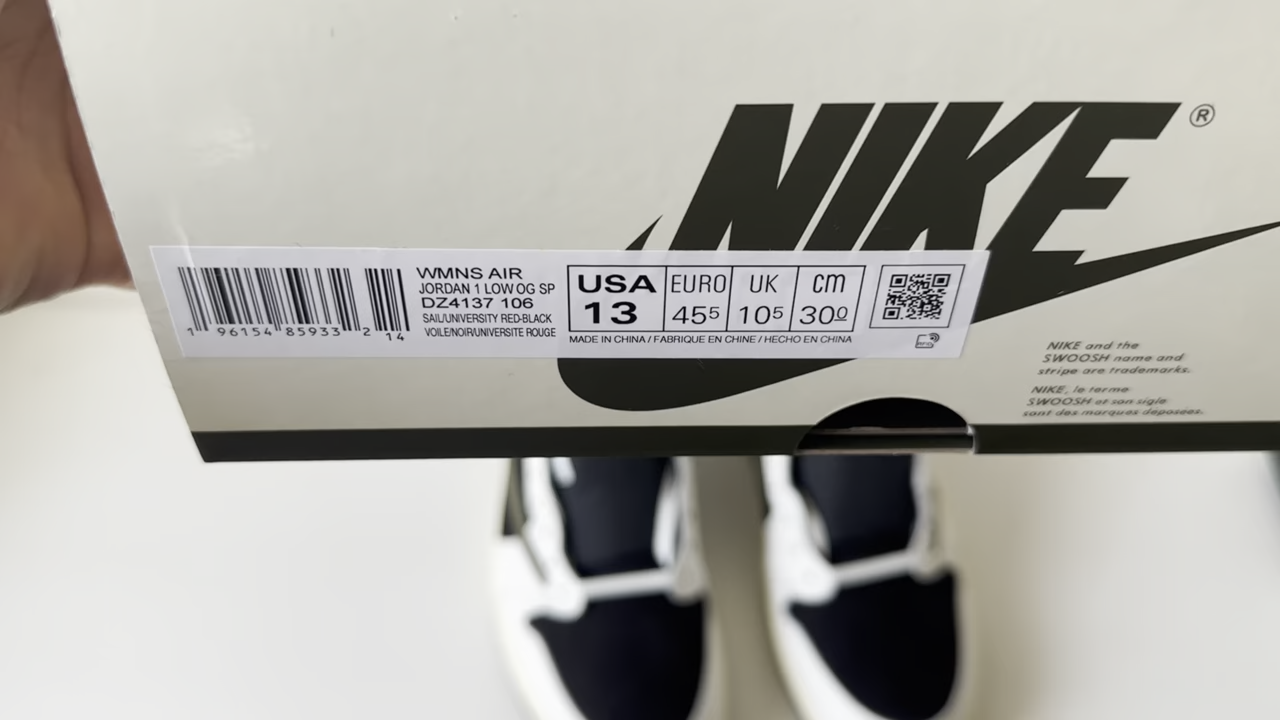 NIKE®
WMNS AIR
JORDAN 1 LOW OG SP
DZ4137 106
SAIL/UNIVERSITY RED-BLACK
VOILE/NOIR/UNIVERSITE ROUGE
1 96154 85933 2 14
USA EURO UK cm
13 45⁵ 10⁵ 30⁰
MADE IN CHINA / FABRIQUE EN CHINE / HECHO EN CHINA
NIKE and the
SWOOSH name and
stripe are trademarks.
NIKE, le terme
SWOOSH et son sigle
sont des marques deposees.